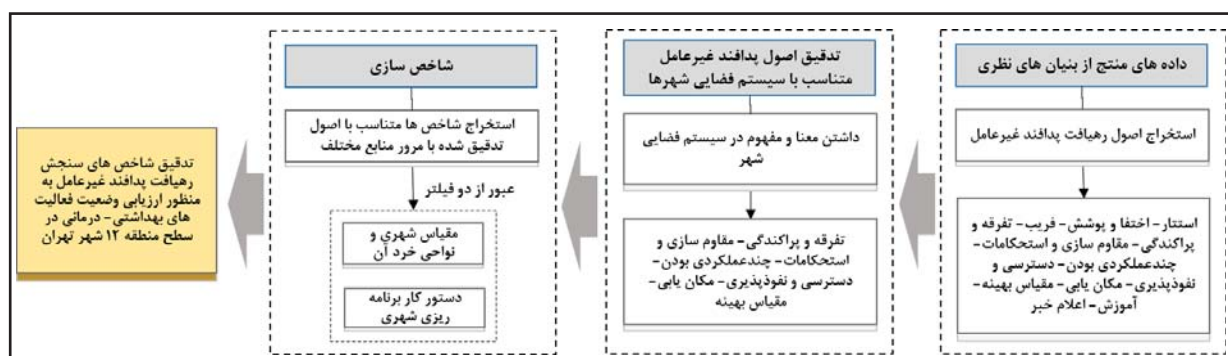 داده های منتج از بنیان های نظری
استخراج اصول رهیافت پدافند غیرعامل
استتار- اختفا و پوشش- فریب- تفرقه و
پراکندگی- مقاوم سازی و استحکامات-
چندعملکردی بودن- دسترسی و
نفوذپذیری- مکان یابی- مقیاس بهینه-
آموزش- اعلام خبر
تدقیق اصول پدافند غیرعامل
متناسب با سیستم فضایی شهرها
داشتن معنا و مفهوم در سیستم فضایی
شهر
تفرقه و پراکندگی- مقاوم سازی و
استحکامات- چندعملکردی بودن-
دسترسی و نفوذپذیری- مکان یابی-
مقیاس بهینه
شاخص سازی
استخراج شاخص ها متناسب با اصول
تدقیق شده با مرور منابع مختلف
عبور از دو فیلتر
مقیاس شهری و
نواحی خرد آن
دستور کار برنامه
ریزی شهری
تدقیق شاخص های سنجش
رهیافت پدافند غیرعامل به
منظور ارزیابی وضعیت فعالیت
های بهداشتی- درمانی در
سطح منطقه ۱۲ شهر تهران